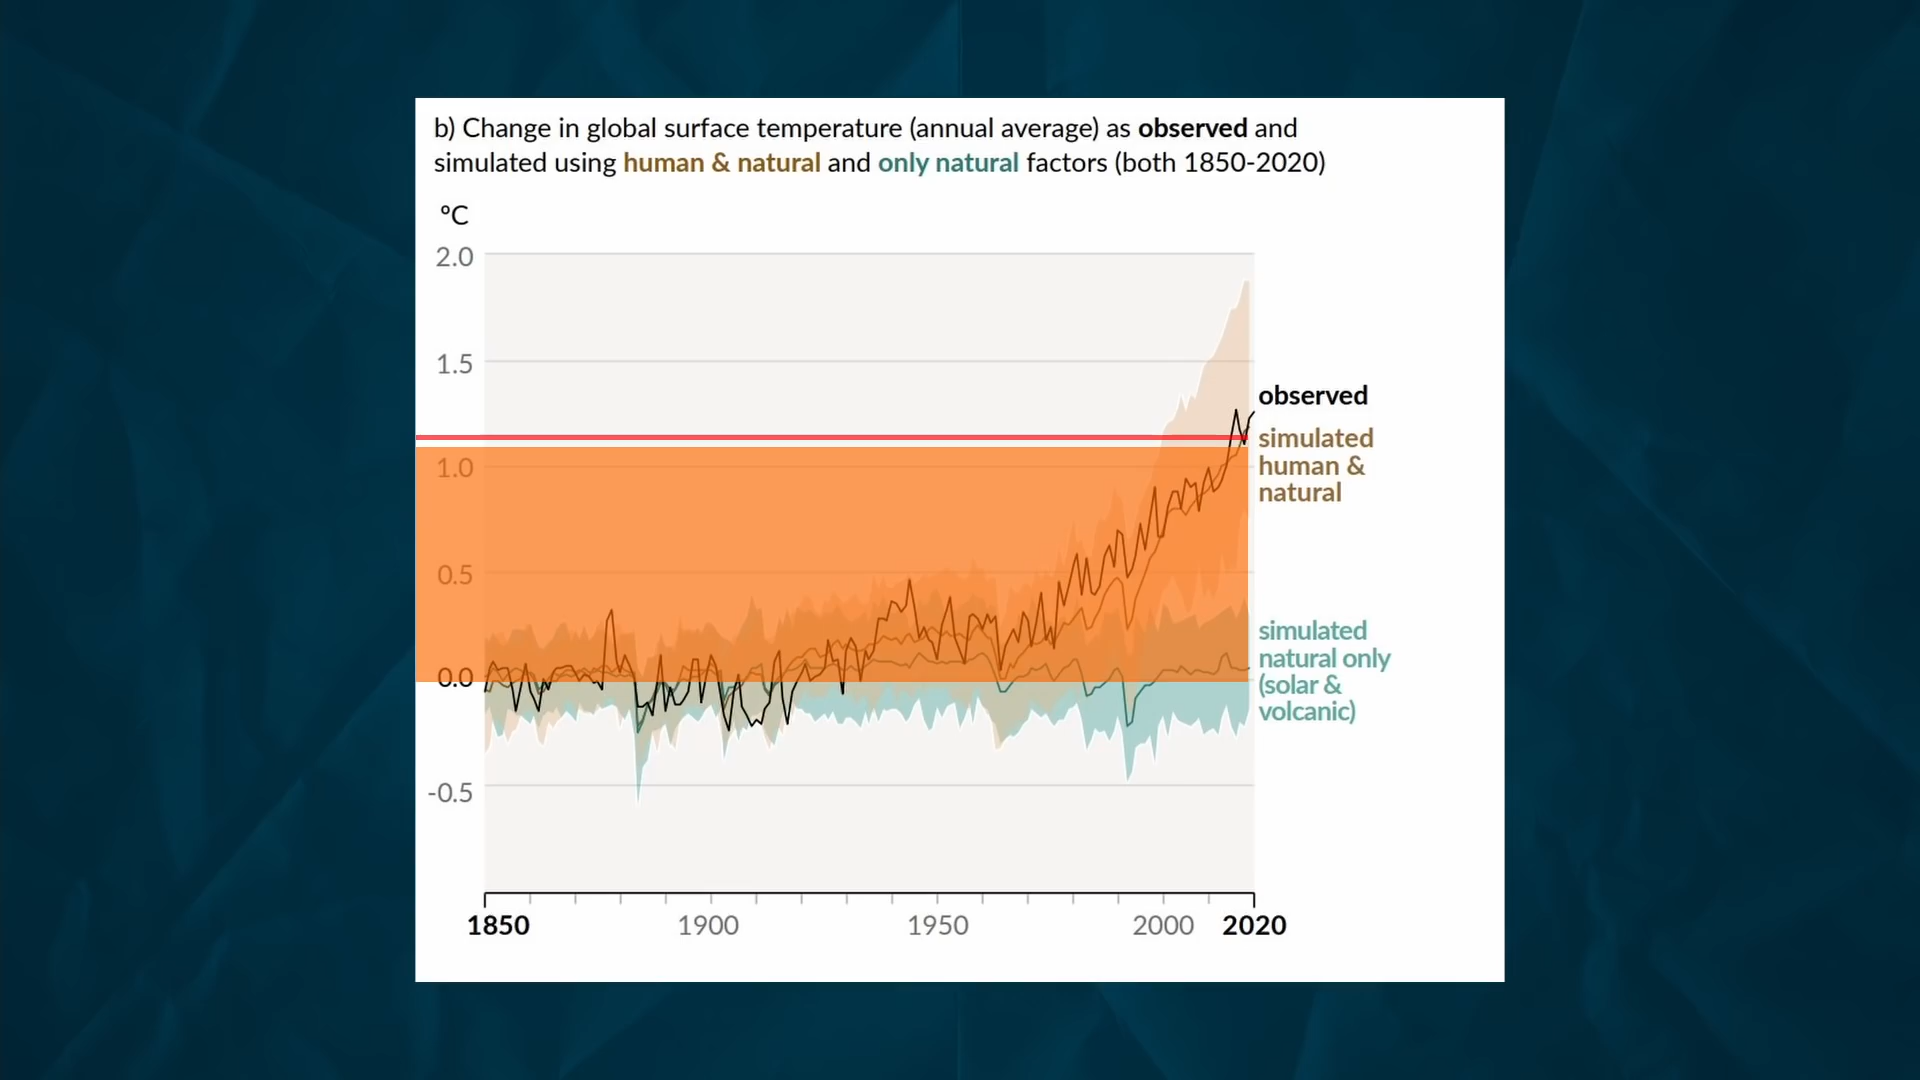 b) Change in global surface temperature (annual average) as observed and
simulated using human & natural and only natural factors (both 1850-2020)
ºC
2.0
1.5
1.0
0.5
0.0
-0.5
observed
simulated
human &
natural
simulated
natural only
(solar &
volcanic)
1850
1900
1950
2000
2020